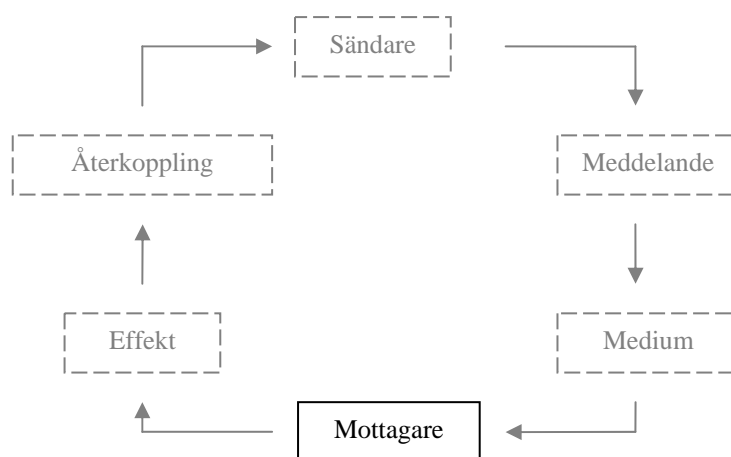 Sändare
Återkoppling
Meddelande
Effekt
Medium
Mottagare